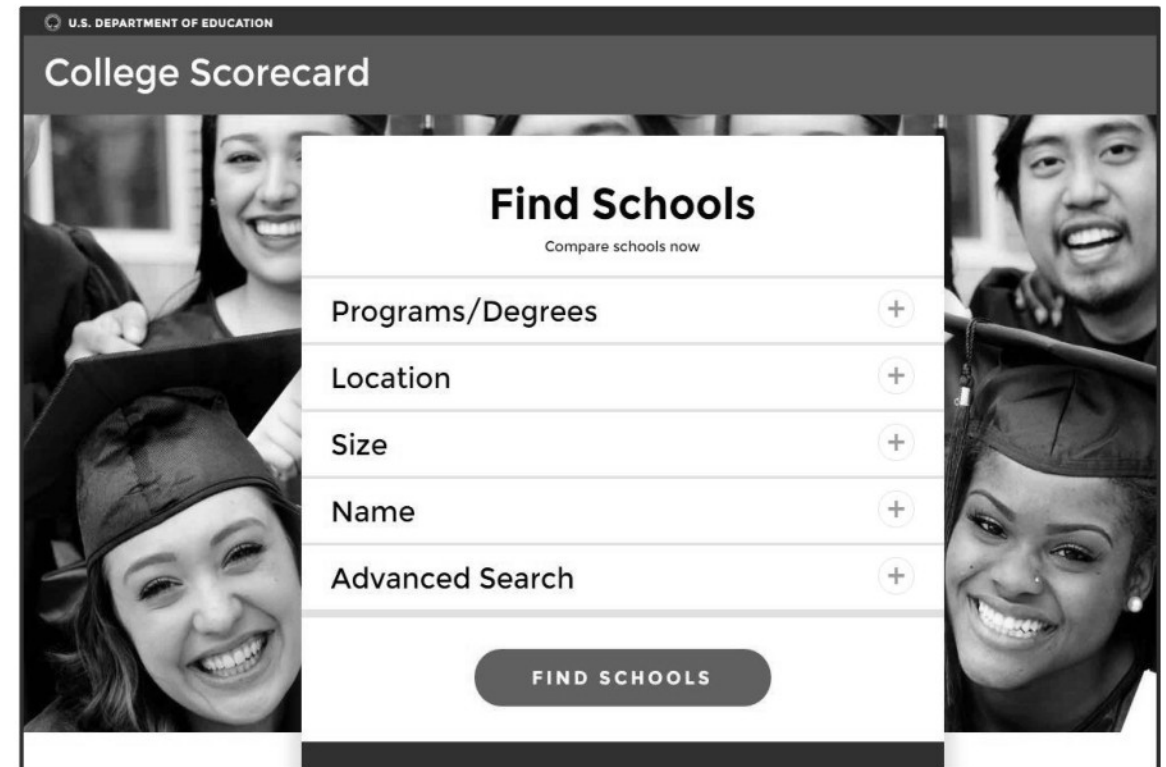 U.S. DEPARTMENT OF EDUCATION
College Scorecard
Find Schools
Compare schools now
Programs/Degrees
Location
Size
Name
Advanced Search
FIND SCHOOLS